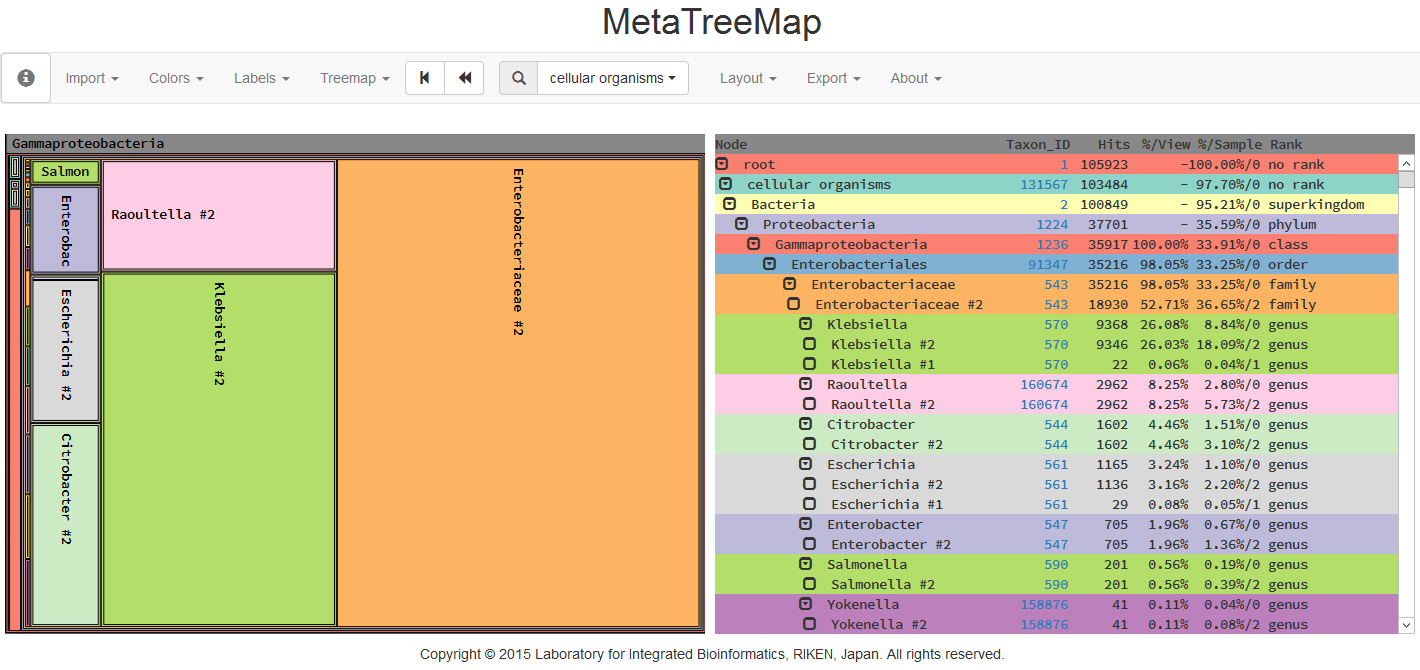 MetaTreeMap
Import Colors Labels Treemap cellular organisms Layout Export About
Gammaproteobacteria
Salmon
Enterobac
Escherichia #2
Citrobacter #2
Raoultella #2
Klebsiella #2
Enterobacteriaceae #2
Node Taxon_ID Hits %/View %/Sample Rank
root 1 105923 -100.00%/0 no rank
cellular organisms 131567 103484 - 97.70%/0 no rank
Bacteria 2 100849 - 95.21%/0 superkingdom
Proteobacteria 1224 37701 - 35.59%/0 phylum
Gammaproteobacteria 1236 35917 100.00% 33.91%/0 class
Enterobacteriales 91347 35216 98.05% 33.25%/0 order
Enterobacteriaceae 543 35216 98.05% 33.25%/0 family
Enterobacteriaceae #2 543 18930 52.71% 36.65%/2 family
Klebsiella 570 9368 26.08% 8.84%/0 genus
Klebsiella #2 570 9346 26.03% 18.09%/2 genus
Klebsiella #1 570 22 0.06% 0.04%/1 genus
Raoultella 160674 2962 8.25% 2.80%/0 genus
Raoultella #2 160674 2962 8.25% 5.73%/2 genus
Citrobacter 544 1602 4.46% 1.51%/0 genus
Citrobacter #2 544 1602 4.46% 3.10%/2 genus
Escherichia 561 1165 3.24% 1.10%/0 genus
Escherichia #2 561 1136 3.16% 2.20%/2 genus
Escherichia #1 561 29 0.08% 0.05%/1 genus
Enterobacter 547 705 1.96% 0.67%/0 genus
Enterobacter #2 547 705 1.96% 1.36%/2 genus
Salmonella 590 201 0.56% 0.19%/0 genus
Salmonella #2 590 201 0.56% 0.39%/2 genus
Yokenella 158876 41 0.11% 0.04%/0 genus
Yokenella #2 158876 41 0.11% 0.08%/2 genus
Copyright © 2015 Laboratory for Integrated Bioinformatics, RIKEN, Japan. All rights reserved.